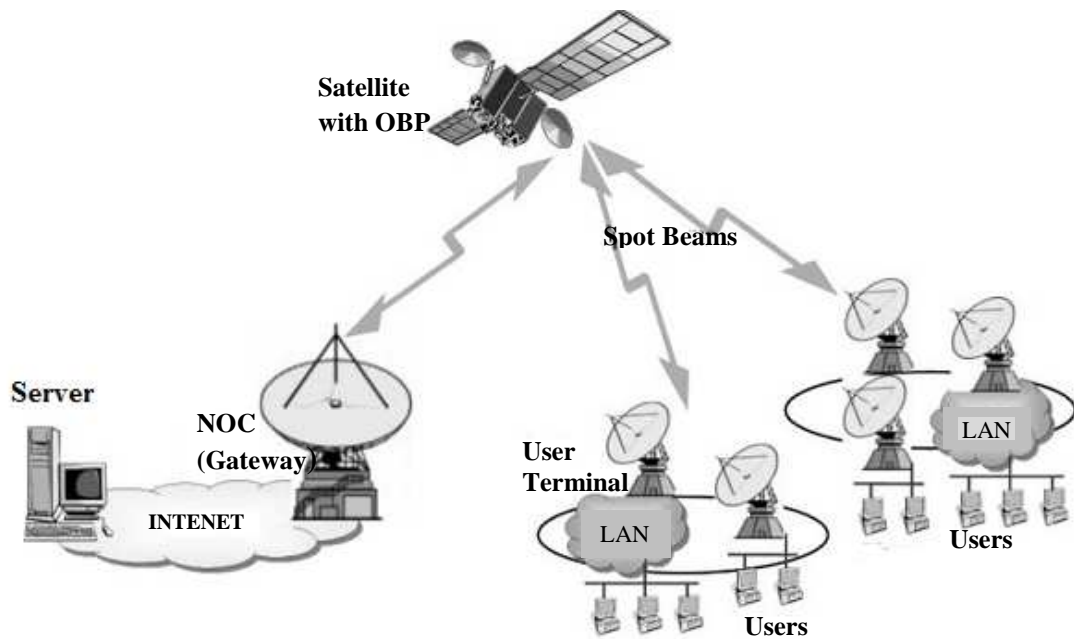 Satellite
with OBP
Spot Beams
Server
NOC
(Gateway)
INTENET
User
Terminal
LAN
Users
LAN
Users